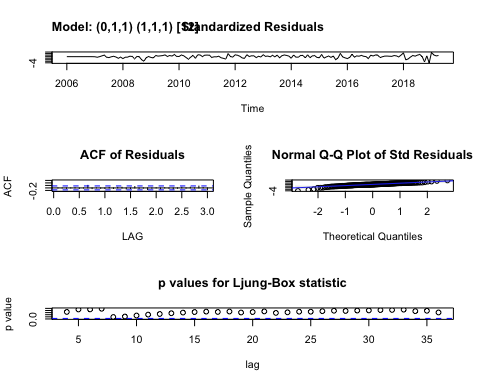 Model: (0,1,1) (1,1,1) [12] Standardized Residuals
-4
2006 2008 2010 2012 2014 2016 2018
Time
ACF of Residuals
ACF
-0.2
0.0 0.5 1.0 1.5 2.0 2.5 3.0
LAG
Normal Q-Q Plot of Std Residuals
Sample Quantiles
-4
-2 -1 0 1 2
Theoretical Quantiles
p values for Ljung-Box statistic
p value
0.0
5 10 15 20 25 30 35
lag